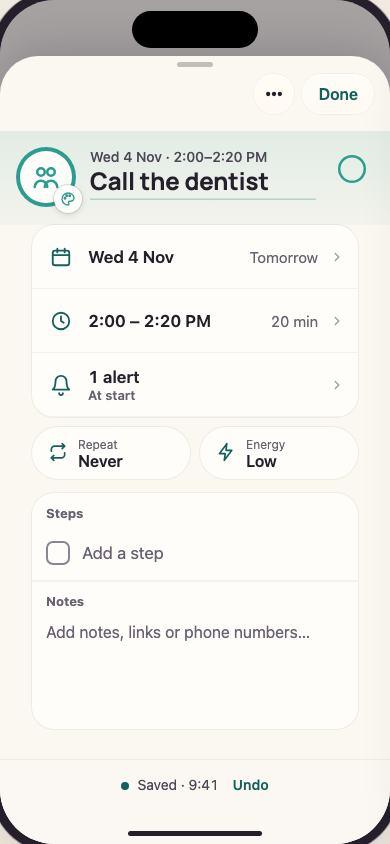 Done
Wed 4 Nov · 2:00–2:20 PM
Call the dentist
Wed 4 Nov
Tomorrow
2:00 – 2:20 PM
20 min
1 alert
At start
Repeat
Never
Energy
Low
Steps
Add a step
Notes
Add notes, links or phone numbers...
Saved · 9:41
Undo